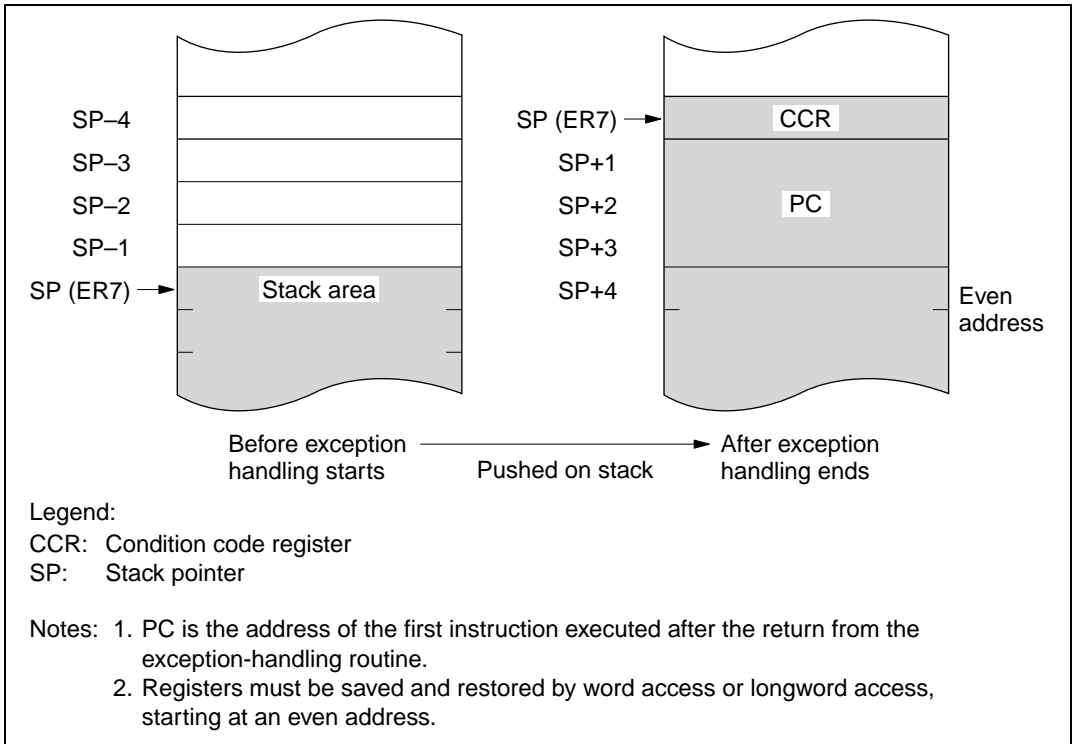 SP–4
SP–3
SP–2
SP–1
SP (ER7)
Stack area
SP (ER7)
CCR
SP+1
SP+2
PC
SP+3
SP+4
Even
address
Before exception
handling starts
Pushed on stack
After exception
handling ends
Legend:
CCR: Condition code register
SP: Stack pointer
Notes: 1. PC is the address of the first instruction executed after the return from the
exception-handling routine.
2. Registers must be saved and restored by word access or longword access,
starting at an even address.